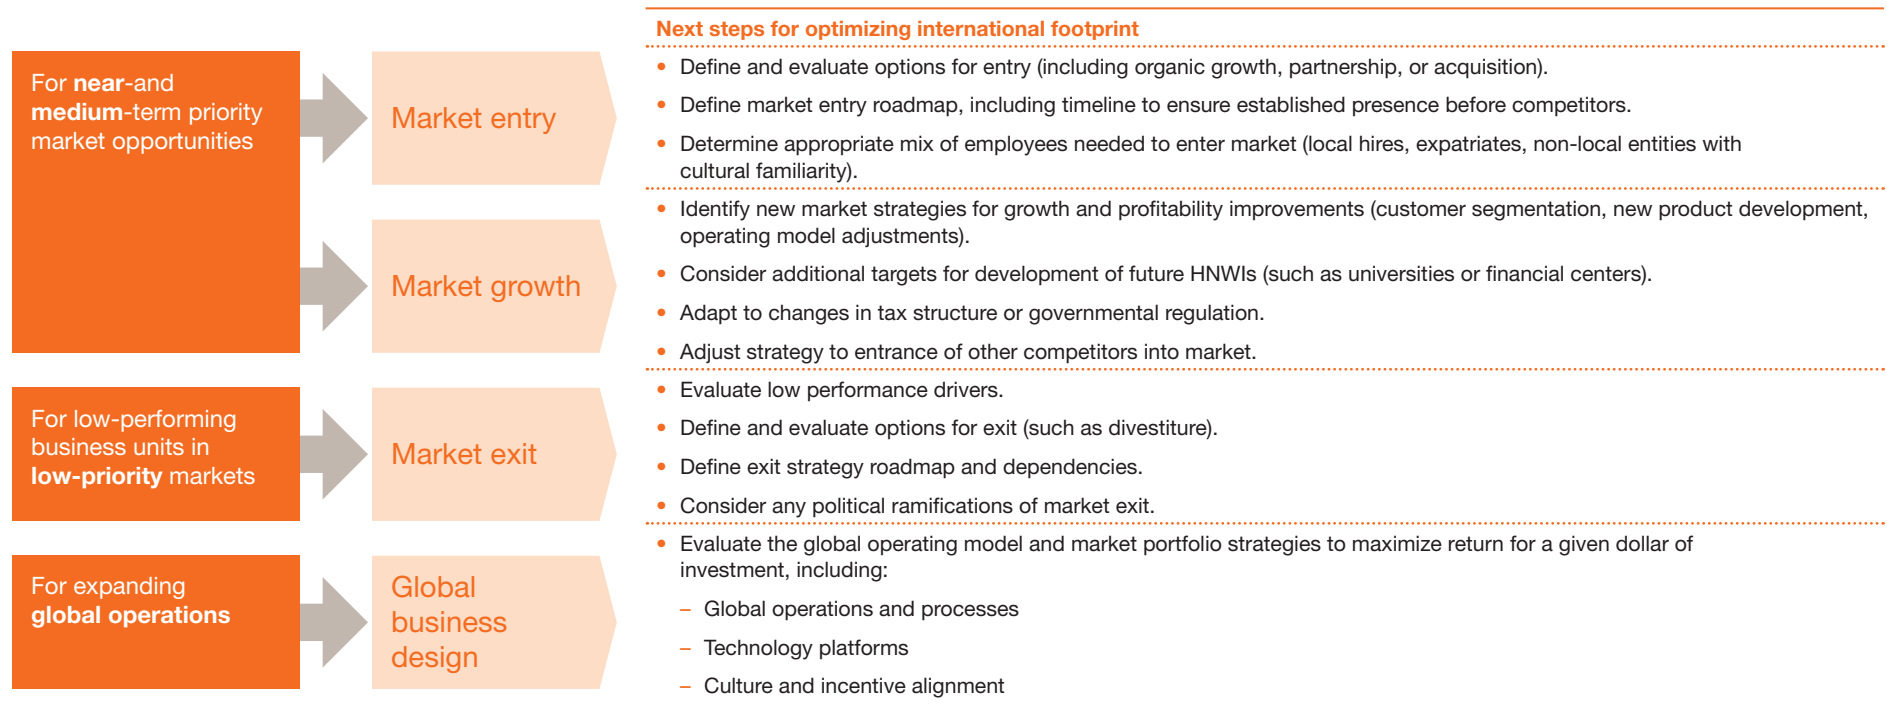 Next steps for optimizing international footprint
For near-and
medium-term priority
market opportunities
Market entry
• Define and evaluate options for entry (including organic growth, partnership, or acquisition).
• Define market entry roadmap, including timeline to ensure established presence before competitors.
• Determine appropriate mix of employees needed to enter market (local hires, expatriates, non-local entities with
cultural familiarity).
Market growth
• Identify new market strategies for growth and profitability improvements (customer segmentation, new product development,
operating model adjustments).
• Consider additional targets for development of future HNWIs (such as universities or financial centers).
• Adapt to changes in tax structure or governmental regulation.
• Adjust strategy to entrance of other competitors into market.
For low-performing
business units in
low-priority markets
Market exit
• Evaluate low performance drivers.
• Define and evaluate options for exit (such as divestiture).
• Define exit strategy roadmap and dependencies.
• Consider any political ramifications of market exit.
For expanding
global operations
Global
business
design
• Evaluate the global operating model and market portfolio strategies to maximize return for a given dollar of
investment, including:
– Global operations and processes
– Technology platforms
– Culture and incentive alignment